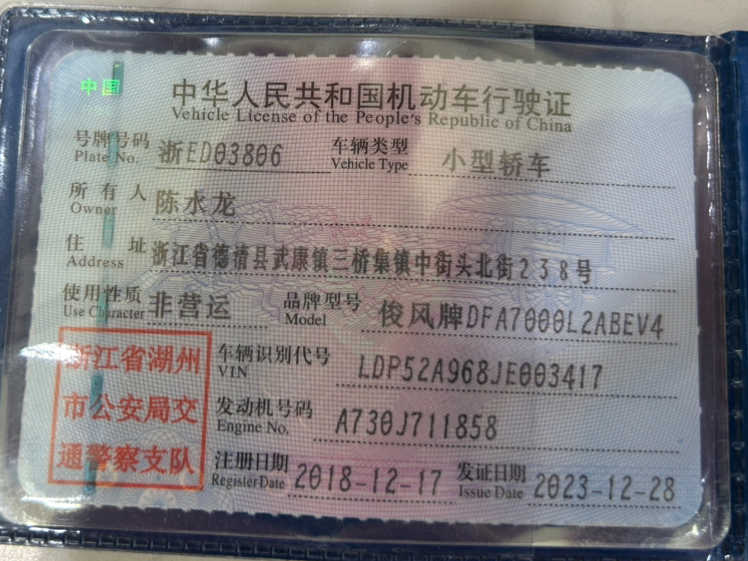 中国
中华人民共和国机动车行驶证
Vehicle License of the People's Republic of China
号牌号码 浙ED03806 车辆类型 小型轿车
Plate No. Vehicle Type
所有人 陈水龙
Owner
住址 浙江省德清县武康镇三桥集镇中街头北街238号
Address
使用性质 非营运 品牌型号 俊风牌DFA7000L2ABEV4
Use Character Model
浙江省湖州
市公安局交
通警察支队
车辆识别代号 LDP52A968JE003417
VIN
发动机号码 A730J711858
Engine No.
注册日期 2018-12-17 发证日期 2023-12-28
Register Date Issue Date